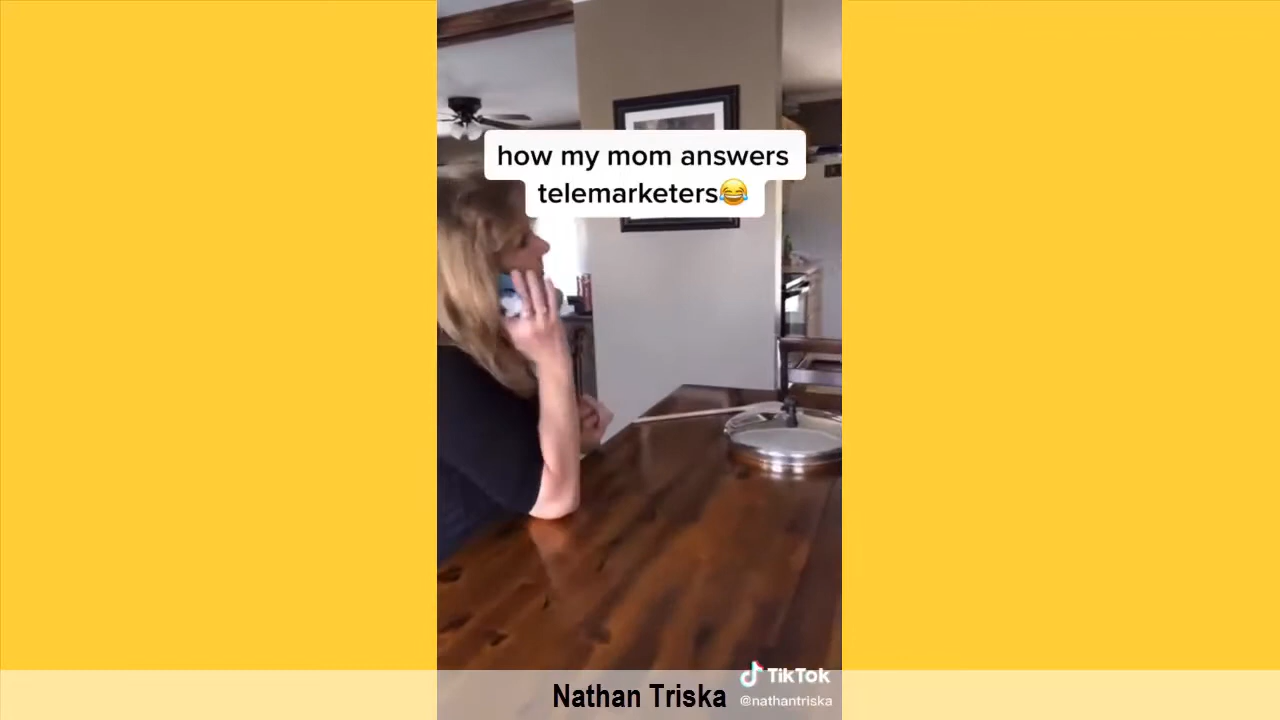 how my mom answers
telemarketers😂
TikTok
@nathantriska
Nathan Triska